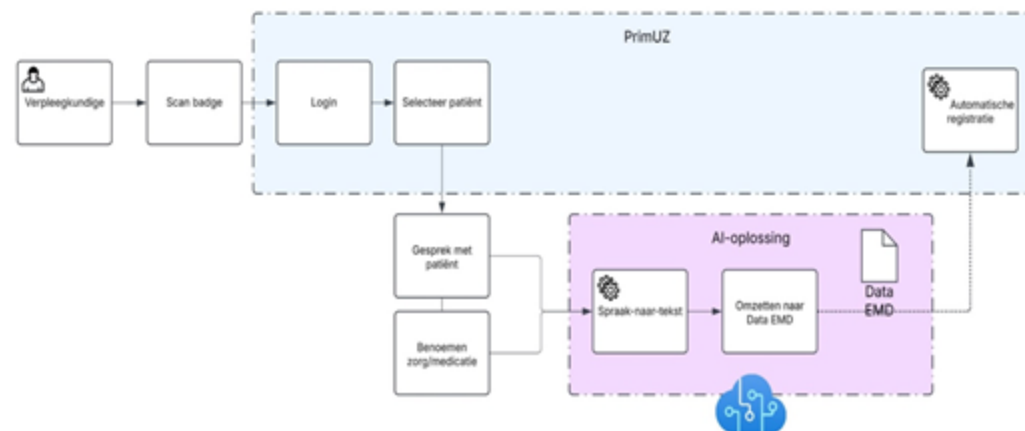 PrimUZ
Verpleegkundige
Scan badge
Login
Selecteer patiënt
Automatische
registratie
Gesprek met
patiënt
Benoemen
zorg/medicatie
AI-oplossing
Spraak-naar-tekst
Omzetten naar
Data EMD
Data
EMD